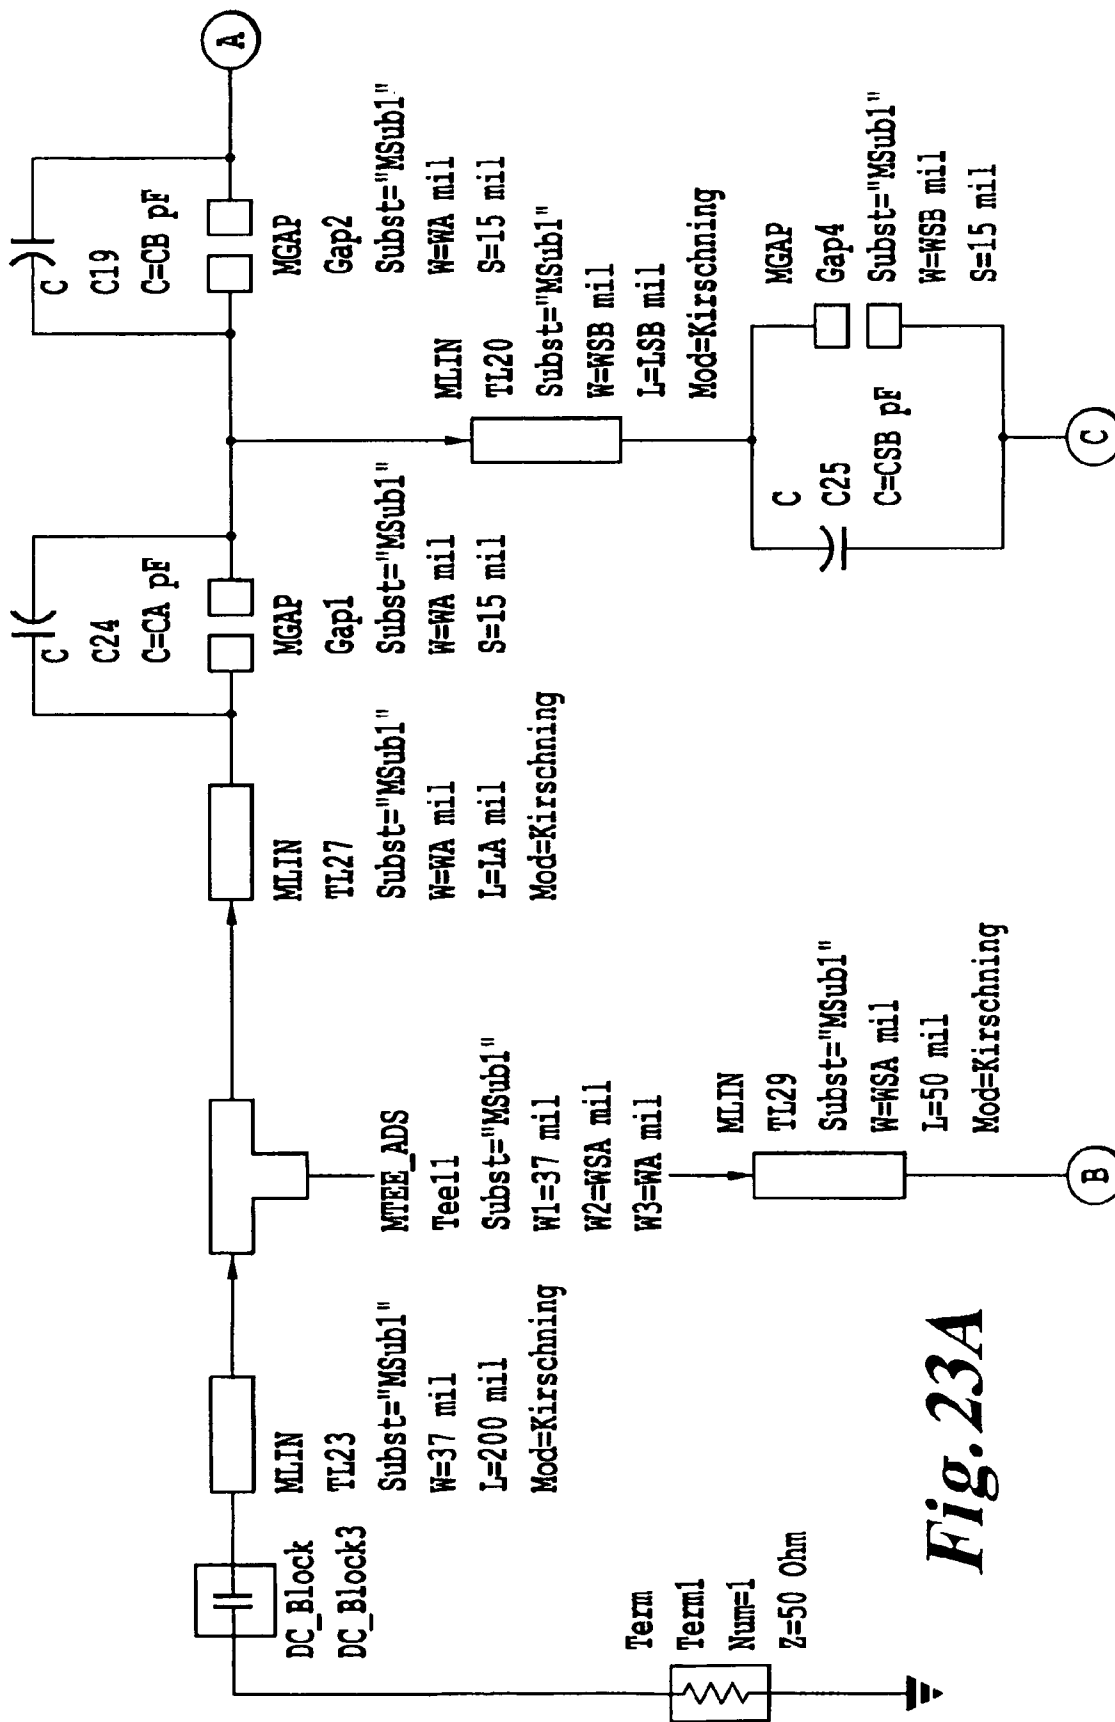 Term
Term1
Num=1
Z=50 Ohm
DC_Block
DC_Block3
MLIN
TL23
Subst="MSub1"
W=37 mil
L=200 mil
Mod=Kirschning
MTEE_ADS
Tee11
Subst="MSub1"
W1=37 mil
W2=WSA mil
W3=WA mil
MLIN
TL29
Subst="MSub1"
W=WSA mil
L=50 mil
Mod=Kirschning
B
MLIN
TL27
Subst="MSub1"
W=WA mil
L=LA mil
Mod=Kirschning
C
C24
C=CA pF
MGAP
Gap1
Subst="MSub1"
W=WA mil
S=15 mil
C
C19
C=CB pF
MGAP
Gap2
Subst="MSub1"
W=WA mil
S=15 mil
A
MLIN
TL20
Subst="MSub1"
W=WSB mil
L=LSB mil
Mod=Kirschning
C
C25
C=CSB pF
MGAP
Gap4
Subst="MSub1"
W=WSB mil
S=15 mil
C
Fig.23A